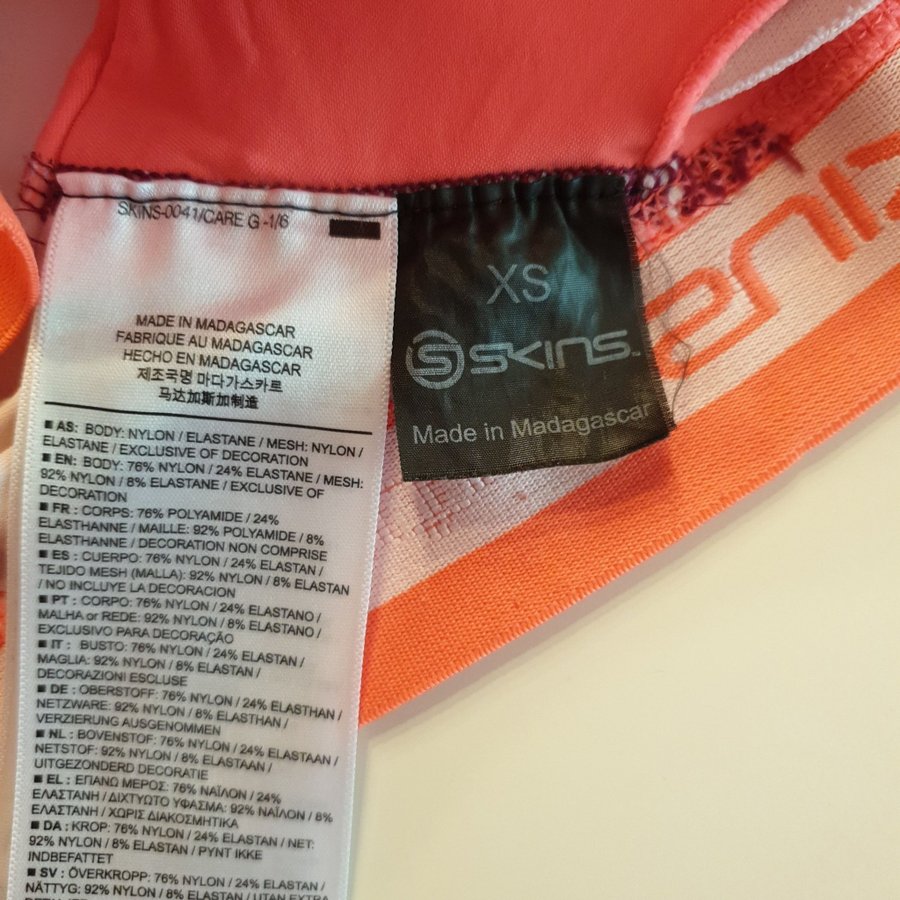 SKINS-0041/CARE G -1/6
MADE IN MADAGASCAR
FABRIQUE AU MADAGASCAR
HECHO EN MADAGASCAR
제조국명 마다가스카르
马达加斯加制造
■ AS: BODY: NYLON / ELASTANE / MESH: NYLON /
ELASTANE / EXCLUSIVE OF DECORATION
■ EN: BODY: 76% NYLON / 24% ELASTANE / MESH:
92% NYLON / 8% ELASTANE / EXCLUSIVE OF
DECORATION
■ FR : CORPS: 76% POLYAMIDE / 24%
ELASTHANNE / MAILLE: 92% POLYAMIDE / 8%
ELASTHANNE / DECORATION NON COMPRISE
■ ES : CUERPO: 76% NYLON / 24% ELASTAN /
TEJIDO MESH (MALLA): 92% NYLON / 8% ELASTAN
/ NO INCLUYE LA DECORACION
■ PT : CORPO: 76% NYLON / 24% ELASTANO /
MALHA or REDE: 92% NYLON / 8% ELASTANO /
EXCLUSIVO PARA DECORAÇÃO
■ IT : BUSTO: 76% NYLON / 24% ELASTAN /
MAGLIA: 92% NYLON / 8% ELASTAN /
DECORAZIONI ESCLUSE
■ DE : OBERSTOFF: 76% NYLON / 24% ELASTHAN /
NETZWARE: 92% NYLON / 8% ELASTHAN /
VERZIERUNG AUSGENOMMEN
■ NL : BOVENSTOF: 76% NYLON / 24% ELASTAAN /
NETSTOF: 92% NYLON / 8% ELASTAAN /
UITGEZONDERD DECORATIE
■ EL : ΕΠΑΝΩ ΜΕΡΟΣ: 76% ΝΑΪΛΟΝ / 24%
ΕΛΑΣΤΑΝΗ / ΔΙΧΤΥΩΤΟ ΥΦΑΣΜΑ: 92% ΝΑΪΛΟΝ / 8%
ΕΛΑΣΤΑΝΗ / ΧΩΡΙΣ ΔΙΑΚΟΣΜΗΤΙΚΑ
■ DA : KROP: 76% NYLON / 24% ELASTAN / NET:
92% NYLON / 8% ELASTAN / PYNT IKKE
INDBEFATTET
■ SV : ÖVERKROPP: 76% NYLON / 24% ELASTAN /
NÄTTYG: 92% NYLON / 8% ELASTAN / UTAN EXTRA
XS
SKINS
Made in Madagascar